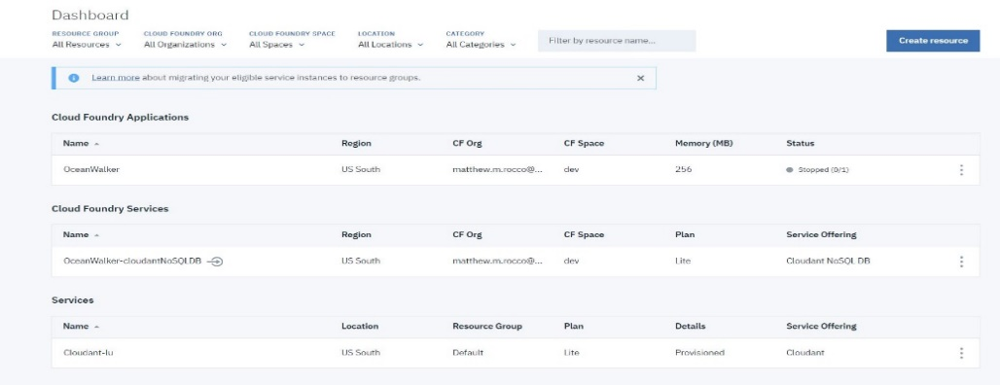 Dashboard
RESOURCE GROUP CLOUD FOUNDRY ORG CLOUD FOUNDRY SPACE LOCATION CATEGORY
All Resources All Organizations All Spaces All Locations All Categories Filter by resource name... Create resource
Learn more about migrating your eligible service instances to resource groups.
Cloud Foundry Applications
Name Region CF Org CF Space Memory (MB) Status
OceanWalker US South matthew.m.rocco@... dev 256 Stopped (0/1)
Cloud Foundry Services
Name Region CF Org CF Space Plan Service Offering
OceanWalker-cloudantNoSQLDB US South matthew.m.rocco@... dev Lite Cloudant NoSQL DB
Services
Name Location Resource Group Plan Details Service Offering
Cloudant-lu US South Default Lite Provisioned Cloudant